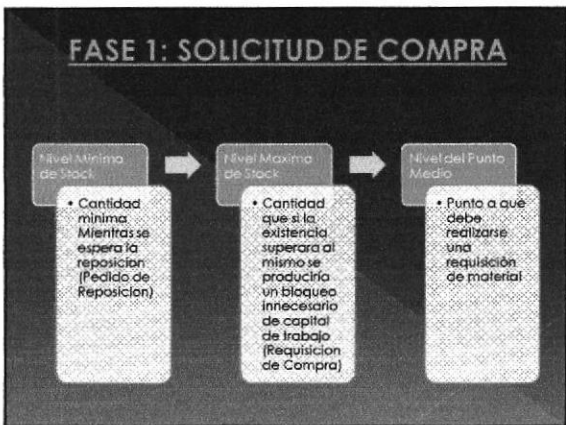 FASE 1: SOLICITUD DE COMPRA
Nivel Minimo
de Stock
• Cantidad
minima
Mientras se
espera la
reposicion
(Pedido de
Reposicion)
Nivel Maximo
de Stock
• Cantidad
que si la
existencia
superara al
mismo se
produciría
un bloqueo
innecesario
de capital
de trabajo
(Requisicion
de Compra)
Nivel del Punto
Medio
• Punto a que
debe
realizarse
una
requisición
de material